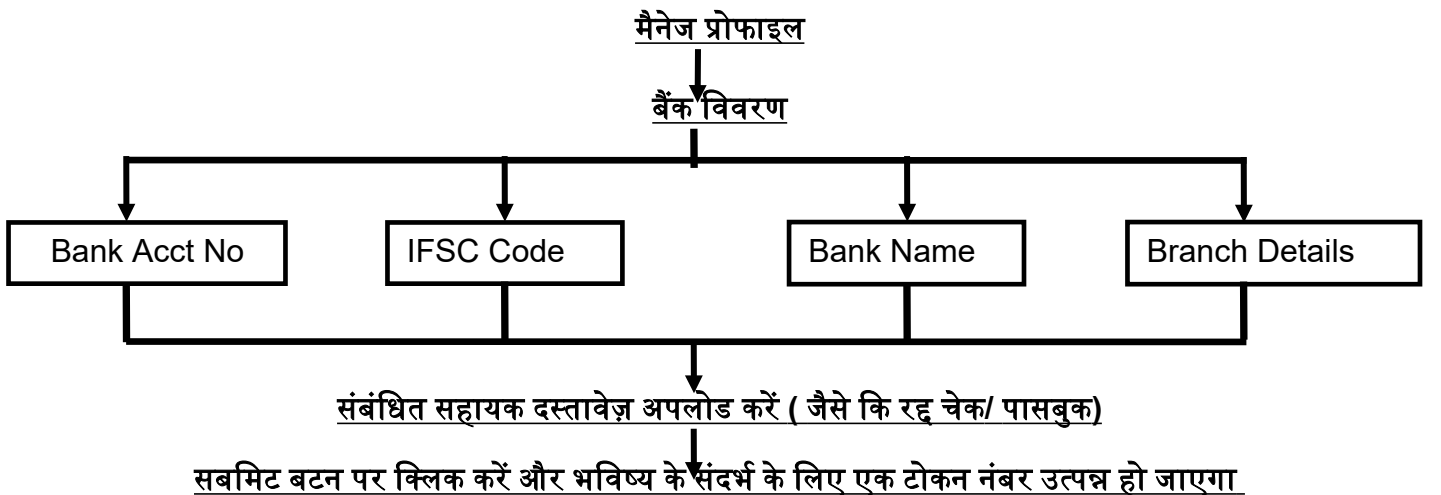 मैनेज प्रोफाइल
बैंक विवरण
Bank Acct No
IFSC Code
Bank Name
Branch Details
संबंधित सहायक दस्तावेज़ अपलोड करें ( जैसे कि रद्द चेक/ पासबुक)
सबमिट बटन पर क्लिक करें और भविष्य के संदर्भ के लिए एक टोकन नंबर उत्पन्न हो जाएगा